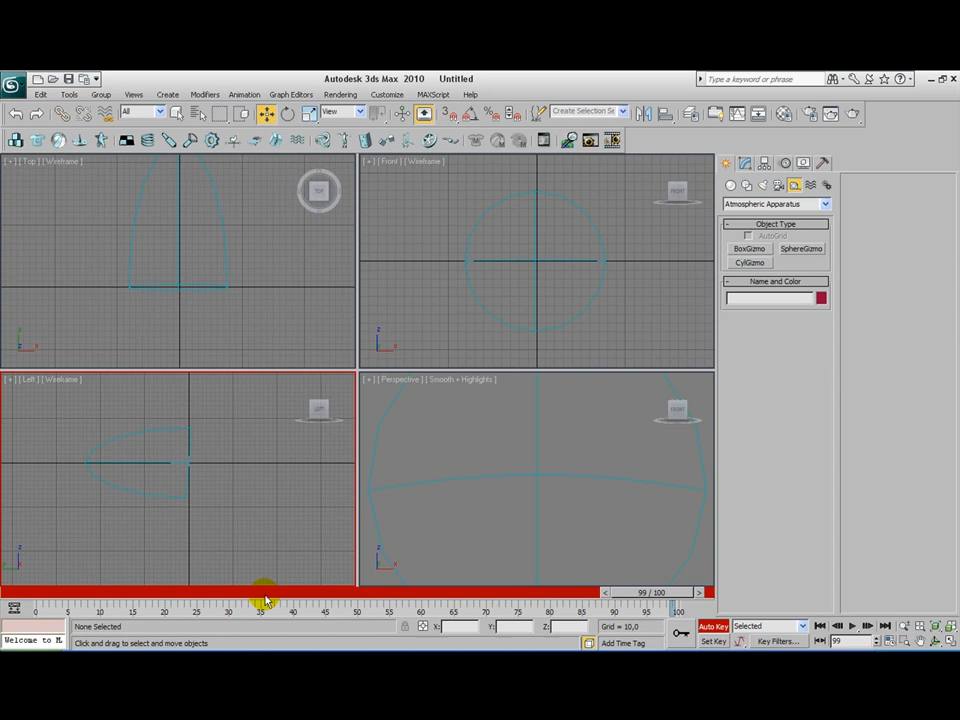 Autodesk 3ds Max 2010 Untitled
Type a keyword or phrase
Edit Tools Group Views Create Modifiers Animation Graph Editors Rendering Customize MAXScript Help
All View Create Selection Se
[ + ] [ Top ] [ Wireframe ]
TOP
[ + ] [ Front ] [ Wireframe ]
FRONT
Atmospheric Apparatus
- Object Type
AutoGrid
BoxGizmo SphereGizmo
CylGizmo
- Name and Color
x
z
x
[ + ] [ Left ] [ Wireframe ]
LEFT
[ + ] [ Perspective ] [ Smooth + Highlights ]
FRONT
z
z
x
< 99 / 100 >
0 5 10 15 20 25 30 35 40 45 50 55 60 65 70 75 80 85 90 95 100
None Selected X: Y: Z: Grid = 10,0 Auto Key Selected
Welcome to M. Click and drag to select and move objects Add Time Tag Set Key Key Filters... 99